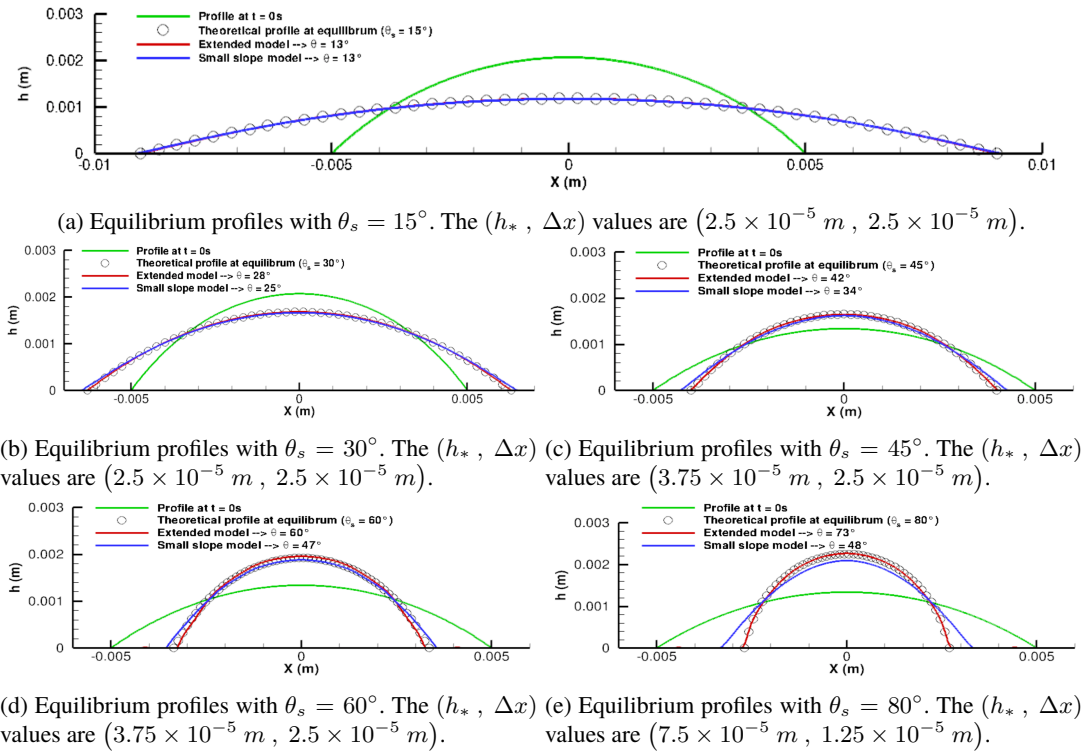 0.003
0.002
0.001
0
h (m)
Profile at t = 0s
Theoretical profile at equilibrium (θs = 15°)
Extended model --> θ = 13°
Small slope model --> θ = 13°
-0.01 -0.005 0 0.005 0.01
X (m)
(a) Equilibrium profiles with θs = 15°. The (h* , Δx) values are (2.5 × 10⁻⁵ m , 2.5 × 10⁻⁵ m).
0.003
0.002
0.001
0
h (m)
Profile at t = 0s
Theoretical profile at equilibrum (θs = 30°)
Extended model --> θ = 28°
Small slope model --> θ = 25°
-0.005 0 0.005
X (m)
0.003
0.002
0.001
0
h (m)
Profile at t = 0s
Theoretical profile at equilibrum (θs = 45°)
Extended model --> θ = 42°
Small slope model --> θ = 34°
-0.005 0 0.005
X (m)
(b) Equilibrium profiles with θs = 30°. The (h* , Δx)
values are (2.5 × 10⁻⁵ m , 2.5 × 10⁻⁵ m).
(c) Equilibrium profiles with θs = 45°. The (h* , Δx)
values are (3.75 × 10⁻⁵ m , 2.5 × 10⁻⁵ m).
0.003
0.002
0.001
0
h (m)
Profile at t = 0s
Theoretical profile at equilibrum (θs = 60°)
Extended model --> θ = 60°
Small slope model --> θ = 47°
-0.005 0 0.005
X (m)
0.003
0.002
0.001
0
h (m)
Profile at t = 0s
Theoretical profile at equilibrum (θs = 80°)
Extended model --> θ = 73°
Small slope model --> θ = 48°
-0.005 0 0.005
X (m)
(d) Equilibrium profiles with θs = 60°. The (h* , Δx)
values are (3.75 × 10⁻⁵ m , 2.5 × 10⁻⁵ m).
(e) Equilibrium profiles with θs = 80°. The (h* , Δx)
values are (7.5 × 10⁻⁵ m , 1.25 × 10⁻⁵ m).